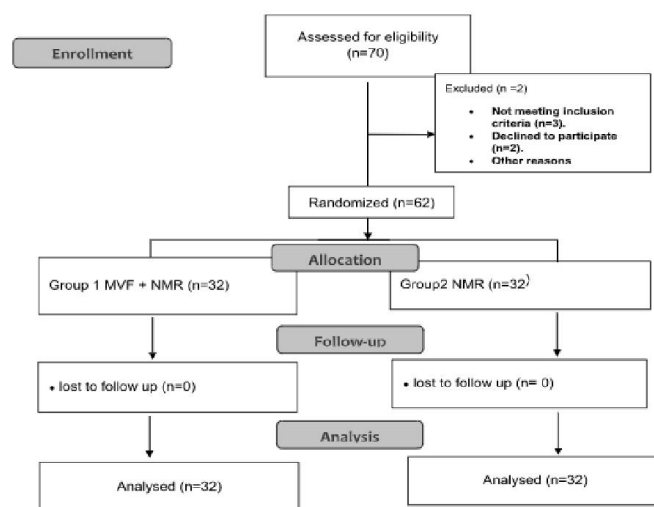 Assessed for eligibility
(n=70)
Enrollment
Excluded (n =2)
• Not meeting inclusion
criteria (n=3).
• Declined to participate
(n=2).
• Other reasons
Randomized (n=62)
Allocation
Group 1 MVF + NMR (n=32)
Group2 NMR (n=32)
Follow-up
• lost to follow up (n=0)
• lost to follow up (n= 0)
Analysis
Analysed (n=32)
Analysed (n=32)